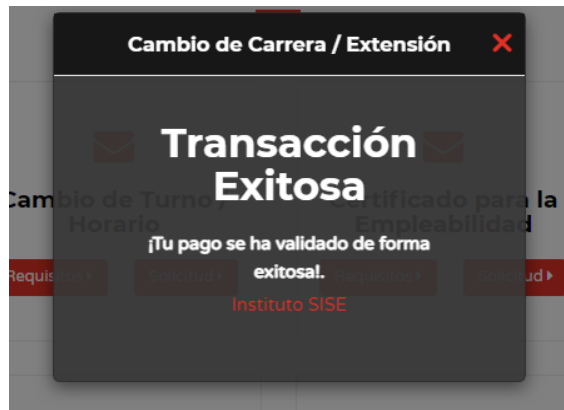 Cambio de Carrera / Extensión
Transacción
Exitosa
¡Tu pago se ha validado de forma
exitosa!.
Instituto SISE
Cambio de Turno /
Horario
Requisitos
Solicitud
Certificado para la
Empleabilidad
Requisitos
Solicitud